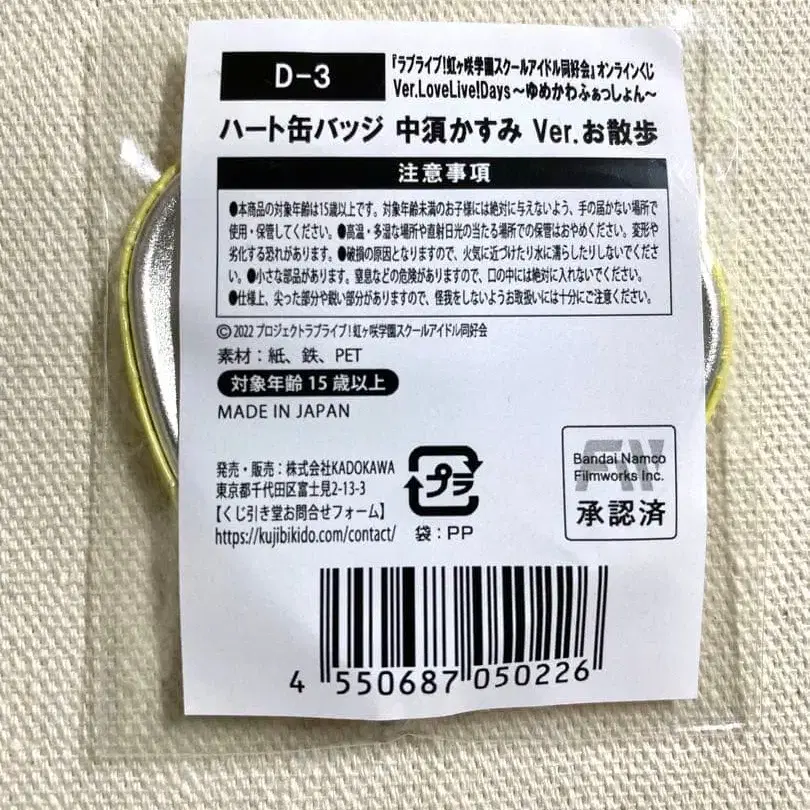 D-3
『ラブライブ!虹ヶ咲学園スクールアイドル同好会』オンラインくじ
Ver.LoveLive!Days~ゆめかわふぁっしょん~
ハート缶バッジ 中須かすみ Ver.お散歩
注意事項
●本商品の対象年齢は15歳以上です。対象年齢未満のお子様には絶対に与えないよう、手の届かない場所で
使用・保管してください。●高温・多湿な場所や直射日光の当たる場所での保管はおやめください。変形や
劣化する恐れがあります。●破損の原因となりますので、火気に近づけたり水に濡らしたりしないでくださ
い。●小さな部品があります。窒息などの危険がありますので、口の中には絶対に入れないでください。
●仕様上、尖った部分や鋭い部分がありますので、怪我をしないようお取扱いには十分にご注意ください。
©2022 プロジェクトラブライブ!虹ヶ咲学園スクールアイドル同好会
素材:紙、鉄、PET
対象年齢15歳以上
MADE IN JAPAN
発売・販売:株式会社KADOKAWA
東京都千代田区富士見2-13-3
【くじ引き堂お問合せフォーム】
https://kujibikido.com/contact/
プラ
袋:PP
FW
Bandai Namco
Filmworks Inc.
承認済
4 550687 050226